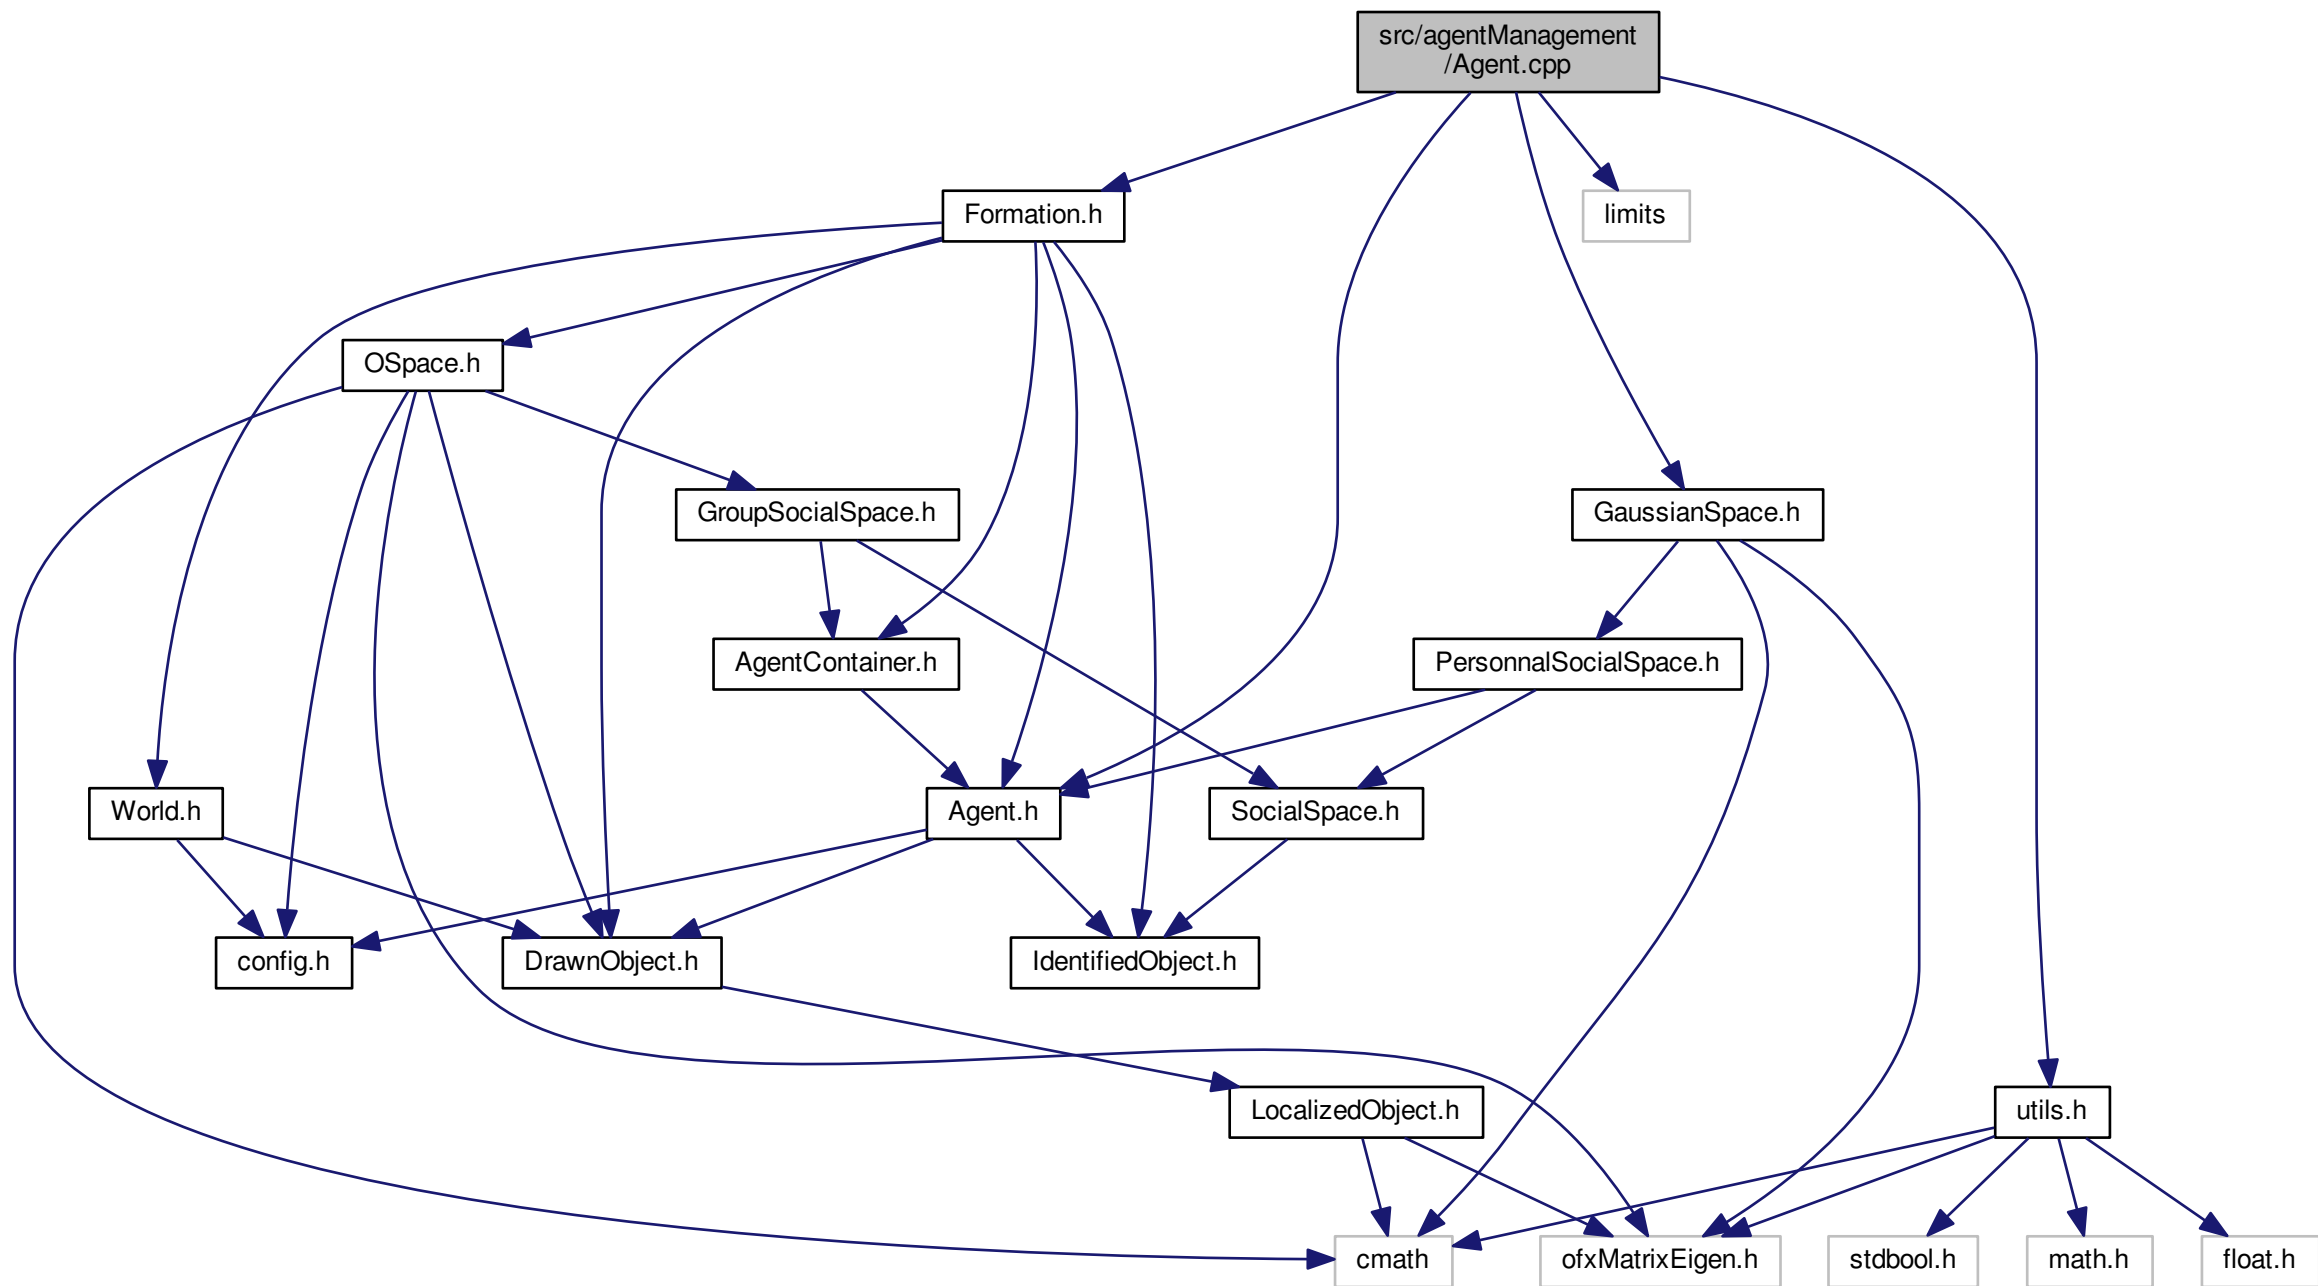 src/agentManagement
/Agent.cpp
Formation.h
limits
OSpace.h
GroupSocialSpace.h
GaussianSpace.h
AgentContainer.h
PersonnalSocialSpace.h
World.h
Agent.h
SocialSpace.h
config.h
DrawnObject.h
IdentifiedObject.h
LocalizedObject.h
utils.h
cmath
ofxMatrixEigen.h
stdbool.h
math.h
float.h